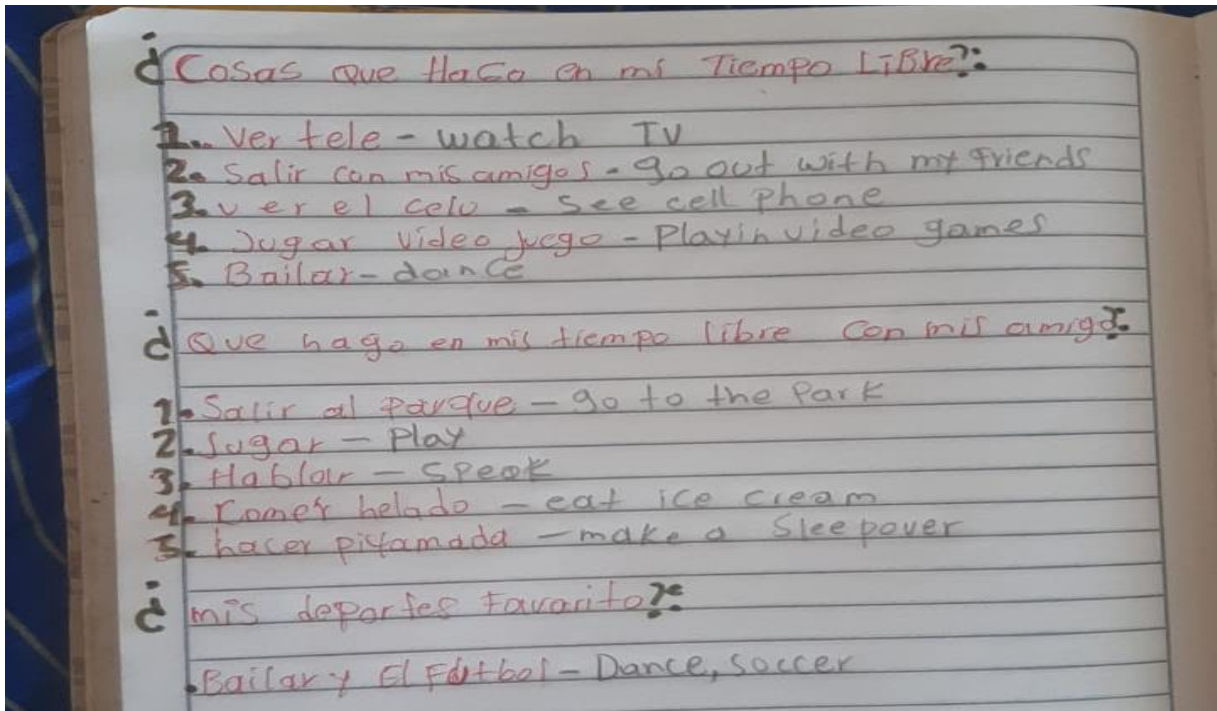 ¿Cosas Que HaGo en mi Tiempo LiBre?:
1. Ver tele - watch TV
2. Salir con mis amigos - go out with my friends
3. ver el celu - see cell phone
4. Jugar video juego - Playin video games
5. Bailar - dance
¿Que hago en mis tiempo libre con mis amigo?
1. Salir al Parque - go to the Park
2. Jugar - Play
3. Hablar - speak
4. Comer helado - eat ice cream
5. hacer piyamada - make a Sleepover
¿mis deportes Favorito?
.Bailar y El Fútbol - Dance, soccer